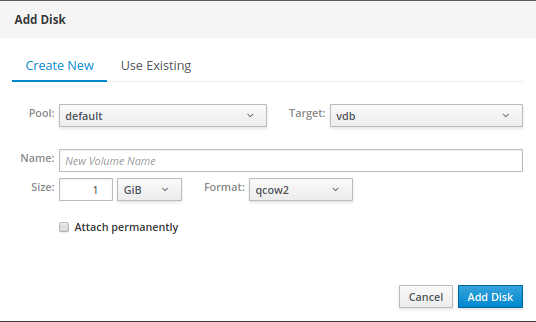 Add Disk
Create New Use Existing
Pool: default Target: vdb
Name: New Volume Name
Size: 1 GiB Format: qcow2
Attach permanently
Cancel Add Disk